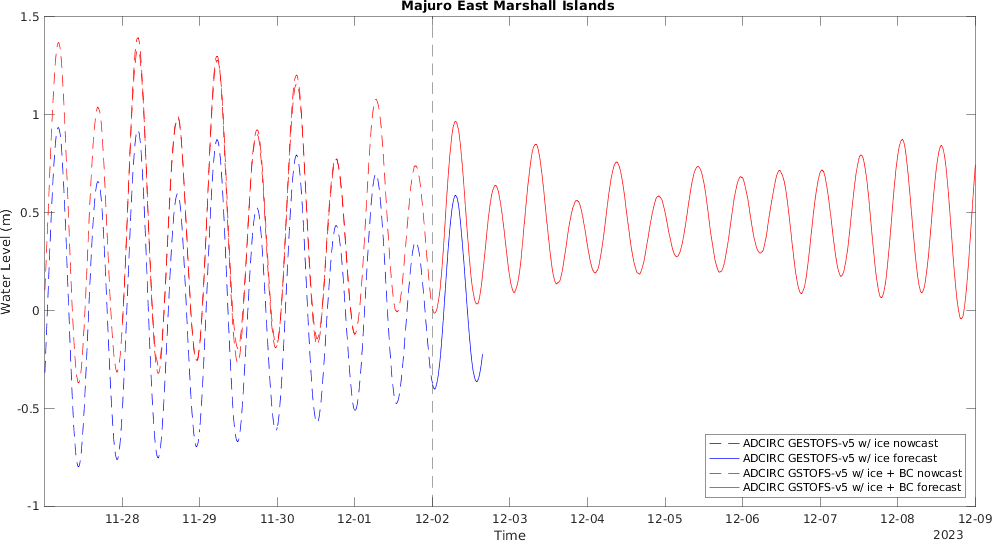 Majuro East Marshall Islands
1.5
1
0.5
0
-0.5
-1
Water Level (m)
ADCIRC GESTOFS-v5 w/ ice nowcast
ADCIRC GESTOFS-v5 w/ ice forecast
ADCIRC GSTOFS-v5 w/ ice + BC nowcast
ADCIRC GSTOFS-v5 w/ ice + BC forecast
11-28 11-29 11-30 12-01 12-02 12-03 12-04 12-05 12-06 12-07 12-08 12-09
Time
2023